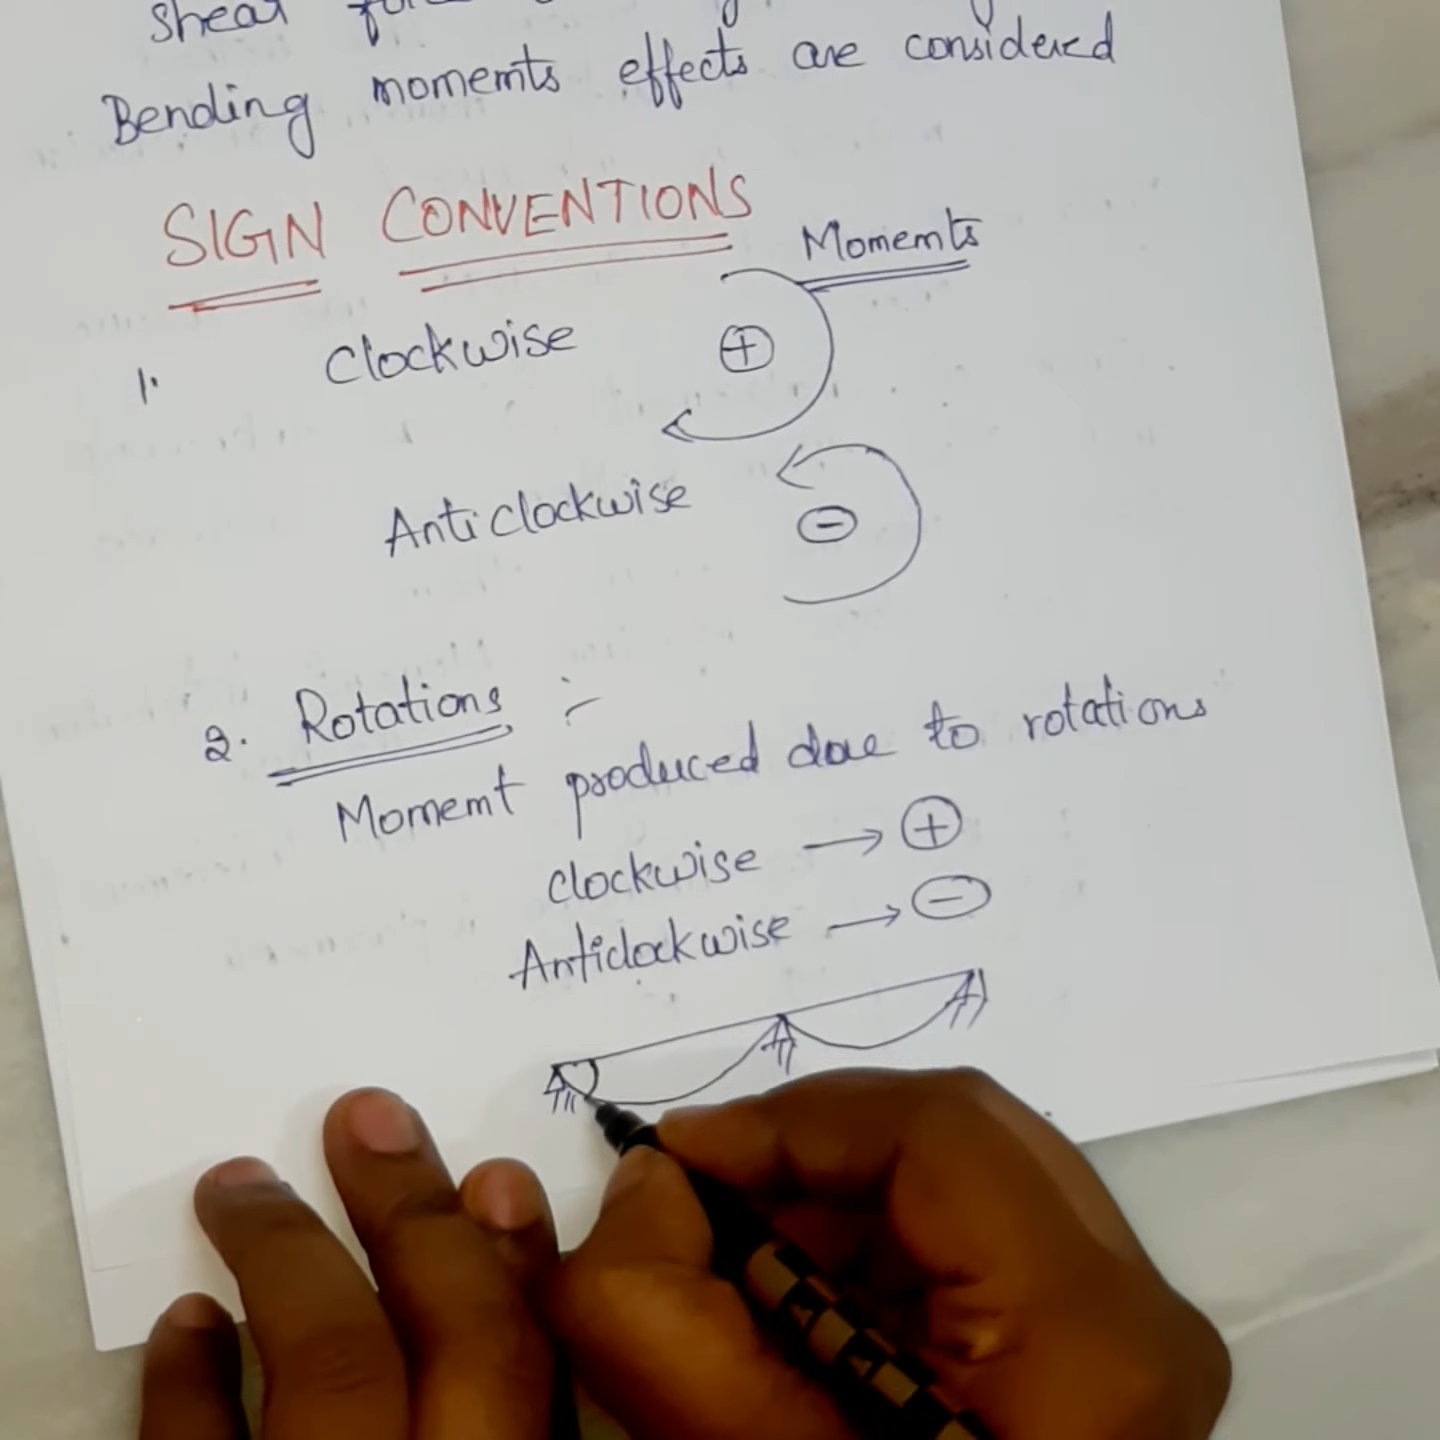 Shear
Bending moments effects are considered
SIGN CONVENTIONS
Moments
1. Clockwise +
Anticlockwise -
2. Rotations :-
Moment produced due to rotations
clockwise → +
Anticlockwise → -